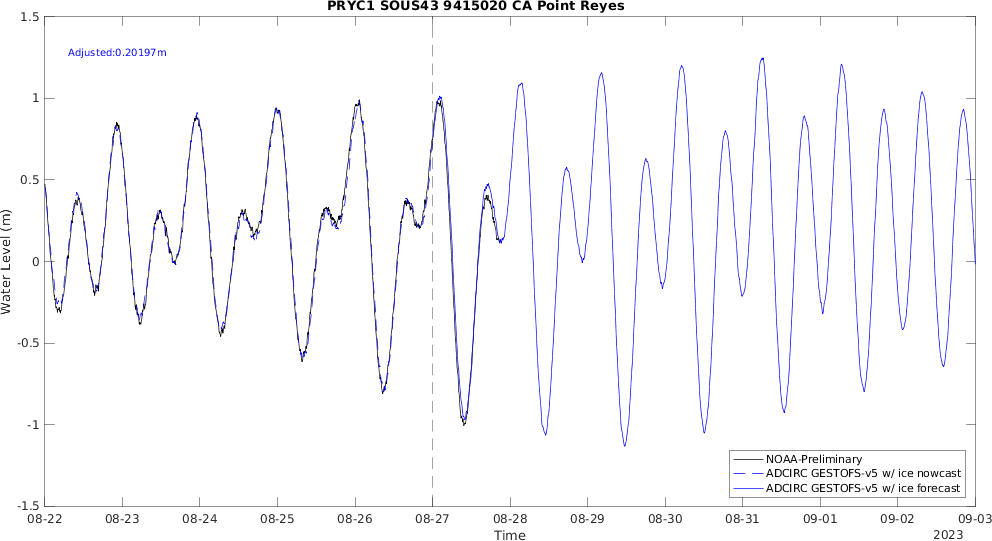 PRYC1 SOUS43 9415020 CA Point Reyes
Adjusted:0.20197m
1.5
1
0.5
0
-0.5
-1
-1.5
Water Level (m)
NOAA-Preliminary
ADCIRC GESTOFS-v5 w/ ice nowcast
ADCIRC GESTOFS-v5 w/ ice forecast
08-22 08-23 08-24 08-25 08-26 08-27 08-28 08-29 08-30 08-31 09-01 09-02 09-03
Time
2023